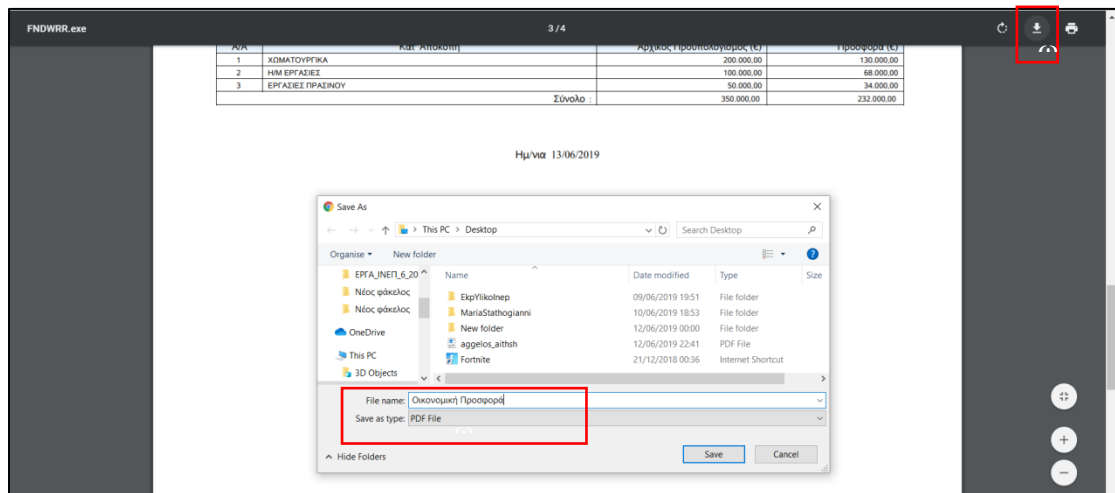 FNDWRR.exe 3 / 4
Α/Α Κατ' Αποκοπή Αρχικός Προϋπολογισμός (€) Προσφορά (€)
1 ΧΩΜΑΤΟΥΡΓΙΚΑ 200.000,00 130.000,00
2 Η/Μ ΕΡΓΑΣΙΕΣ 100.000,00 68.000,00
3 ΕΡΓΑΣΙΕΣ ΠΡΑΣΙΝΟΥ 50.000,00 34.000,00
Σύνολο : 350.000,00 232.000,00
Ημ/νια 13/06/2019
Save As
This PC > Desktop Search Desktop
Organise New folder
Name Date modified Type Size
ΕΡΓΑ_ΙΝΕΠ_6_20
Νέος φάκελος
Νέος φάκελος
OneDrive
This PC
3D Objects
EkpYlikoInep 09/06/2019 19:51 File folder
MariaStathogianni 10/06/2019 18:53 File folder
New folder 12/06/2019 00:00 File folder
aggelos_aithsh 12/06/2019 22:41 PDF File
Fortnite 21/12/2018 00:36 Internet Shortcut
File name: Οικονομική Προσφορά
Save as type: PDF File
Hide Folders Save Cancel